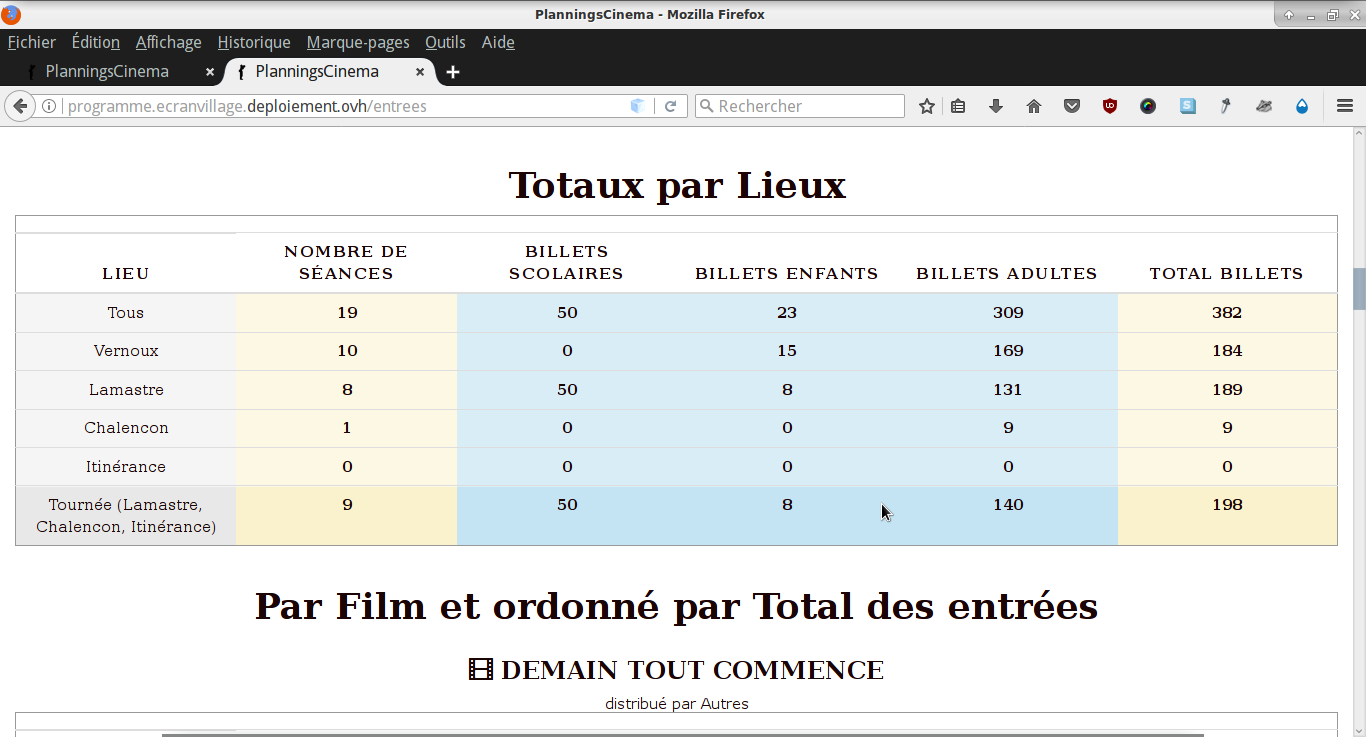 PlanningsCinema - Mozilla Firefox
Fichier Édition Affichage Historique Marque-pages Outils Aide
PlanningsCinema PlanningsCinema
programme.ecranvillage.deploiement.ovh/entrees Rechercher
Totaux par Lieux
NOMBRE DE BILLETS
LIEU SÉANCES SCOLAIRES BILLETS ENFANTS BILLETS ADULTES TOTAL BILLETS
Tous 19 50 23 309 382
Vernoux 10 0 15 169 184
Lamastre 8 50 8 131 189
Chalencon 1 0 0 9 9
Itinérance 0 0 0 0 0
Tournée (Lamastre, 9 50 8 140 198
Chalencon, Itinérance)
Par Film et ordonné par Total des entrées
DEMAIN TOUT COMMENCE
distribué par Autres